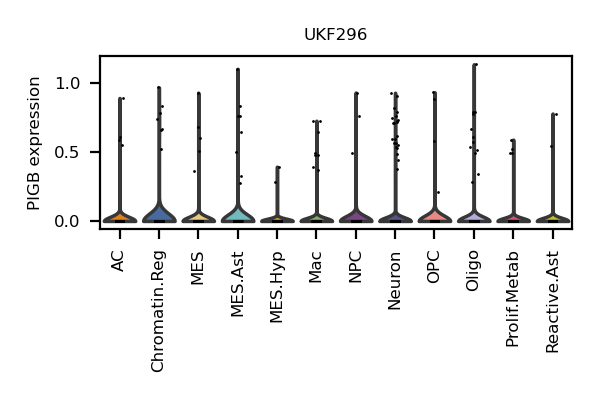 UKF296
PIGB expression
1.0
0.5
0.0
AC
Chromatin.Reg
MES
MES.Ast
MES.Hyp
Mac
NPC
Neuron
OPC
Oligo
Prolif.Metab
Reactive.Ast